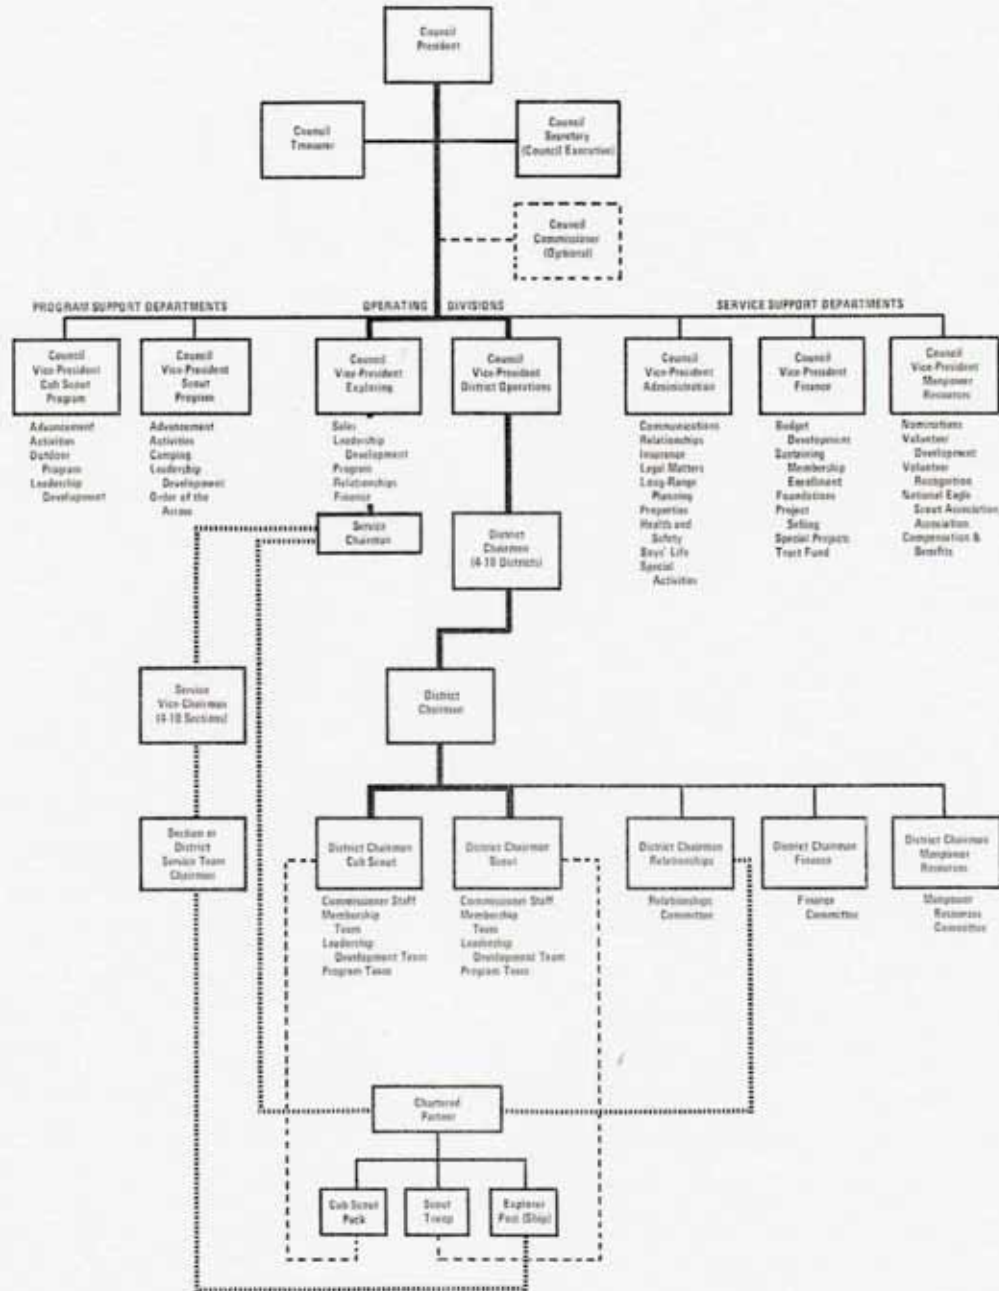 Council
President
Council
Treasurer
Council
Secretary
(Council Executive)
Council
Commissioner
(Optional)
PROGRAM SUPPORT DEPARTMENTS
OPERATING DIVISIONS
SERVICE SUPPORT DEPARTMENTS
Council
Vice-President
Cub Scout
Program
Advancement
Activities
Outdoor
Program
Leadership
Development
Council
Vice-President
Scout
Program
Advancement
Activities
Camping
Leadership
Development
Order of the
Arrow
Council
Vice-President
Exploring
Sales
Leadership
Development
Program
Relationships
Finance
Service
Chairman
Council
Vice-President
District Operations
District
Chairman
(4-10 Districts)
Council
Vice-President
Administration
Communications
Relationships
Insurance
Legal Matters
Long-Range
Planning
Properties
Health and
Safety
Boys' Life
Special
Activities
Council
Vice-President
Finance
Budget
Development
Sustaining
Membership
Enrollment
Foundations
Project
Selling
Special Projects
Trust Fund
Council
Vice-President
Manpower
Resources
Nominations
Volunteer
Development
Volunteer
Recognition
National Eagle
Scout Association
Association
Compensation &
Benefits
Service
Vice Chairman
(4-10 Sections)
District
Chairman
Section or
District
Service Team
Chairman
District Chairman
Cub Scout
Commissioner Staff
Membership
Team
Leadership
Development Team
Program Team
District Chairman
Scout
Commissioner Staff
Membership
Team
Leadership
Development Team
Program Team
District Chairman
Relationships
Relationships
Committee
District Chairman
Finance
Finance
Committee
District Chairman
Manpower
Resources
Manpower
Resources
Committee
Chartered
Partner
Cub Scout
Pack
Scout
Troop
Explorer
Post (Ship)